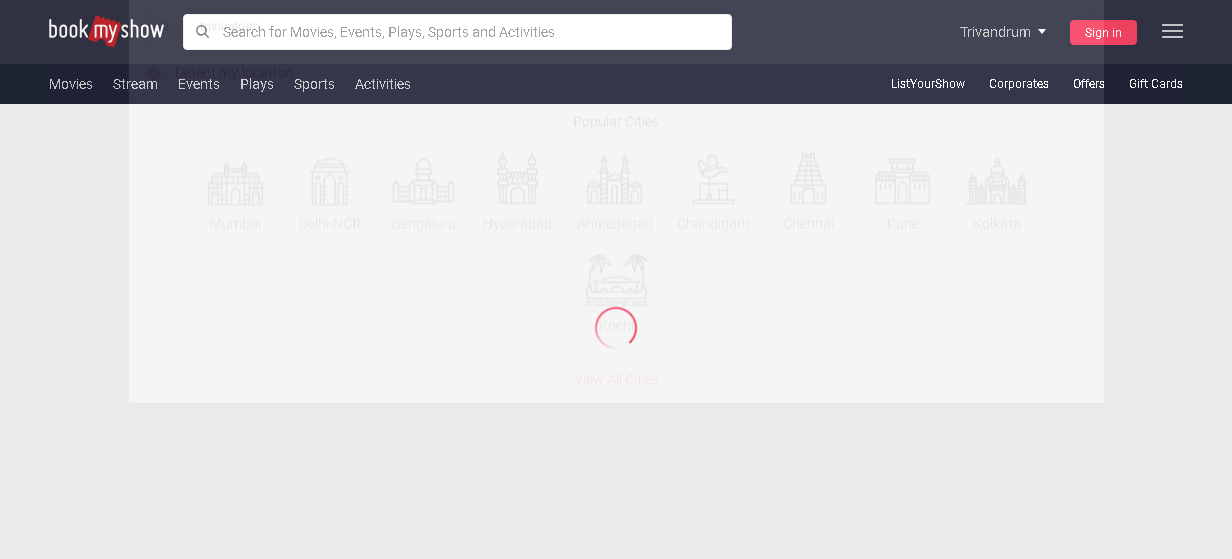 book my show
Trivandrum
Search for Movies, Events, Plays, Sports and Activities
Trivandrum
Sign in
Detect my location
Movies Stream Events Plays Sports Activities
ListYourShow Corporates Offers Gift Cards
Popular Cities
Mumbai Delhi-NCR Bengaluru Hyderabad Ahmedabad Chandigarh Chennai Pune Kolkata
Kochi
View All Cities